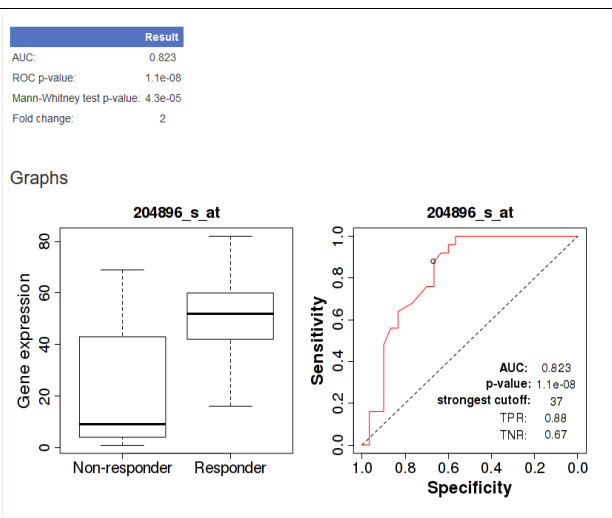 Result
AUC: 0.823
ROC p-value: 1.1e-08
Mann-Whitney test p-value: 4.3e-05
Fold change: 2
Graphs
204896_s_at
Gene expression
0 20 40 60 80
Non-responder Responder
204896_s_at
Sensitivity
0.0 0.2 0.4 0.6 0.8 1.0
AUC: 0.823
p-value: 1.1e-08
strongest cutoff: 37
TPR: 0.88
TNR: 0.67
1.0 0.8 0.6 0.4 0.2 0.0
Specificity